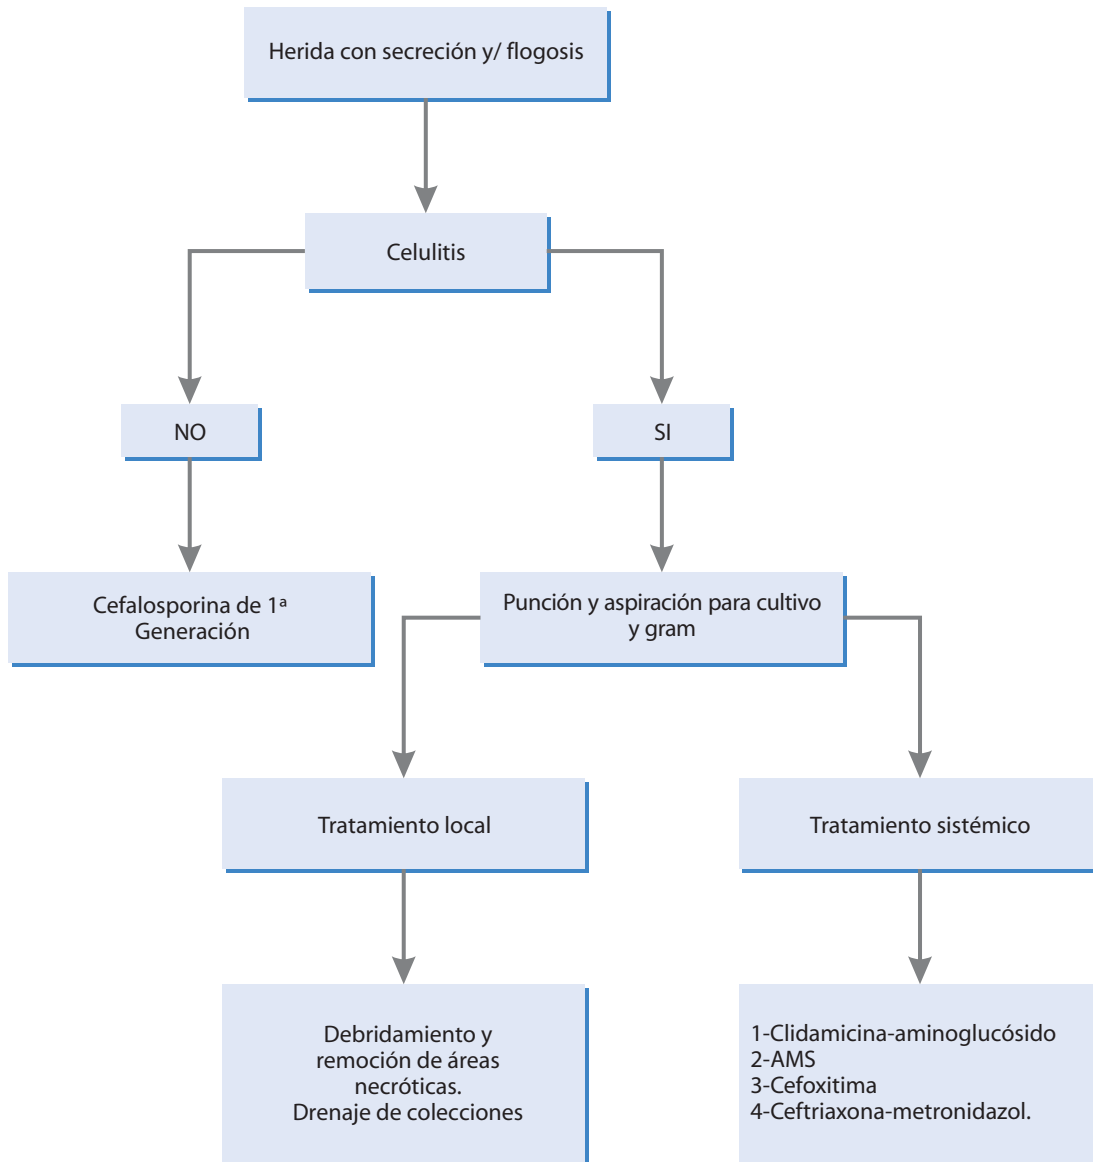 Herida con secreción y/ flogosis
Celulitis
NO
SI
Cefalosporina de 1ª
Generación
Punción y aspiración para cultivo
y gram
Tratamiento local
Tratamiento sistémico
Debridamiento y
remoción de áreas
necróticas.
Drenaje de colecciones
1-Clidamicina-aminoglucósido
2-AMS
3-Cefoxitima
4-Ceftriaxona-metronidazol.